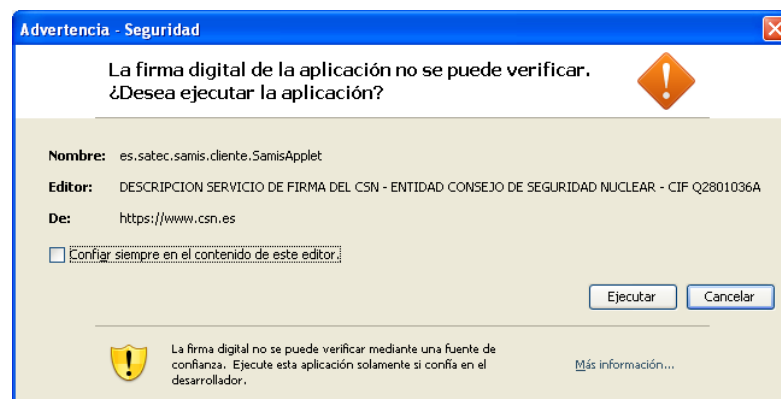 Advertencia - Seguridad
La firma digital de la aplicación no se puede verificar.
¿Desea ejecutar la aplicación?
Nombre: es.satec.samis.cliente.SamisApplet
Editor: DESCRIPCION SERVICIO DE FIRMA DEL CSN - ENTIDAD CONSEJO DE SEGURIDAD NUCLEAR - CIF Q2801036A
De: https://www.csn.es
Confiar siempre en el contenido de este editor.
Ejecutar Cancelar
La firma digital no se puede verificar mediante una fuente de
confianza. Ejecute esta aplicación solamente si confía en el
desarrollador.
Más información...